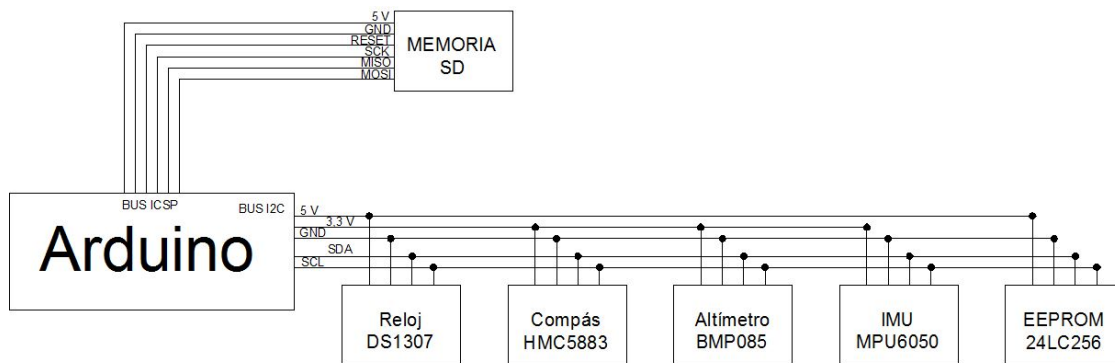 5 V
GND
RESET
SCK
MISO
MOSI
MEMORIA
SD
BUS ICSP
BUS I2C
Arduino
5 V
3,3 V
GND
SDA
SCL
Reloj
DS1307
Compás
HMC5883
Altímetro
BMP085
IMU
MPU6050
EEPROM
24LC256